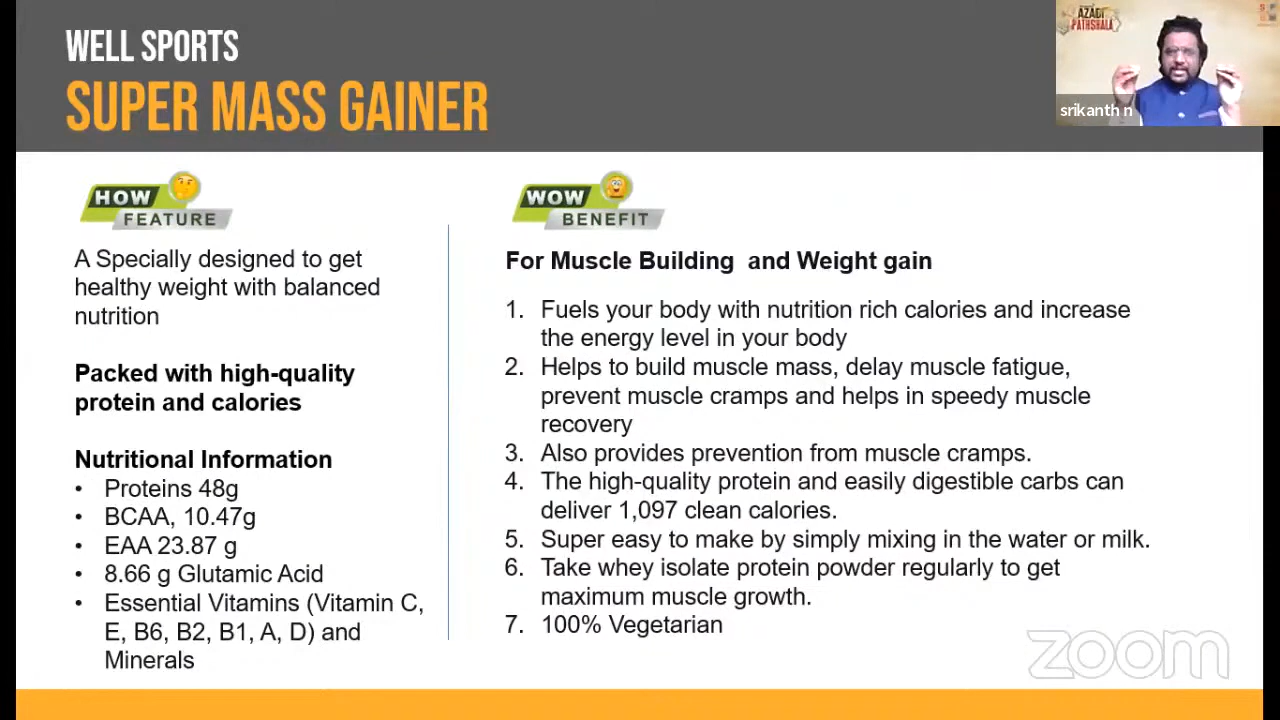 WELL SPORTS
SUPER MASS GAINER
AZADI
PATHSHALA
srikanth n
HOW
FEATURE
A Specially designed to get
healthy weight with balanced
nutrition
Packed with high-quality
protein and calories
Nutritional Information
• Proteins 48g
• BCAA, 10.47g
• EAA 23.87 g
• 8.66 g Glutamic Acid
• Essential Vitamins (Vitamin C,
E, B6, B2, B1, A, D) and
Minerals
WOW
BENEFIT
For Muscle Building and Weight gain
1. Fuels your body with nutrition rich calories and increase
the energy level in your body
2. Helps to build muscle mass, delay muscle fatigue,
prevent muscle cramps and helps in speedy muscle
recovery
3. Also provides prevention from muscle cramps.
4. The high-quality protein and easily digestible carbs can
deliver 1,097 clean calories.
5. Super easy to make by simply mixing in the water or milk.
6. Take whey isolate protein powder regularly to get
maximum muscle growth.
7. 100% Vegetarian
zoom